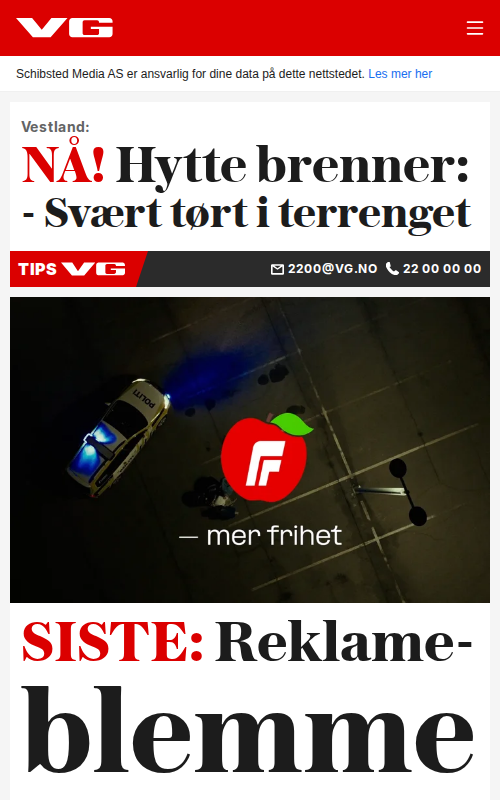 VG
Schibsted Media AS er ansvarlig for dine data på dette nettstedet. Les mer her
Vestland:
NÅ! Hytte brenner:
- Svært tørt i terrenget
TIPS VG
2200@VG.NO 22 00 00 00
POLITI
F
— mer frihet
SISTE: Reklame-
blemme